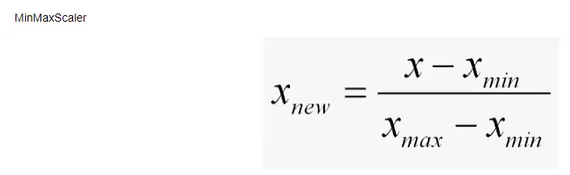 MinMaxScaler
x_new = (x − x_min) / (x_max − x_min)